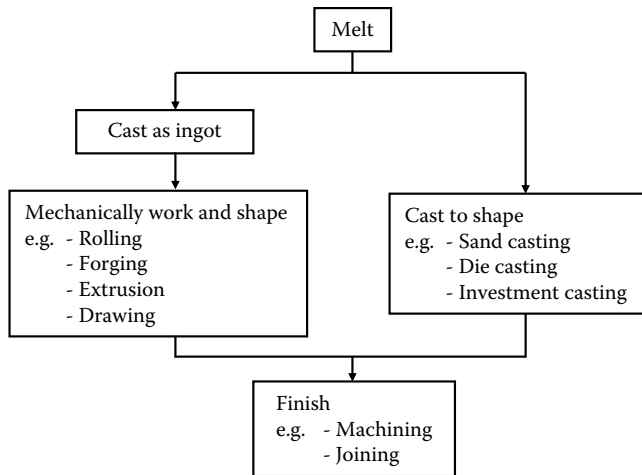 Melt
Cast as ingot
Mechanically work and shape
e.g. - Rolling
- Forging
- Extrusion
- Drawing
Cast to shape
e.g. - Sand casting
- Die casting
- Investment casting
Finish
e.g. - Machining
- Joining